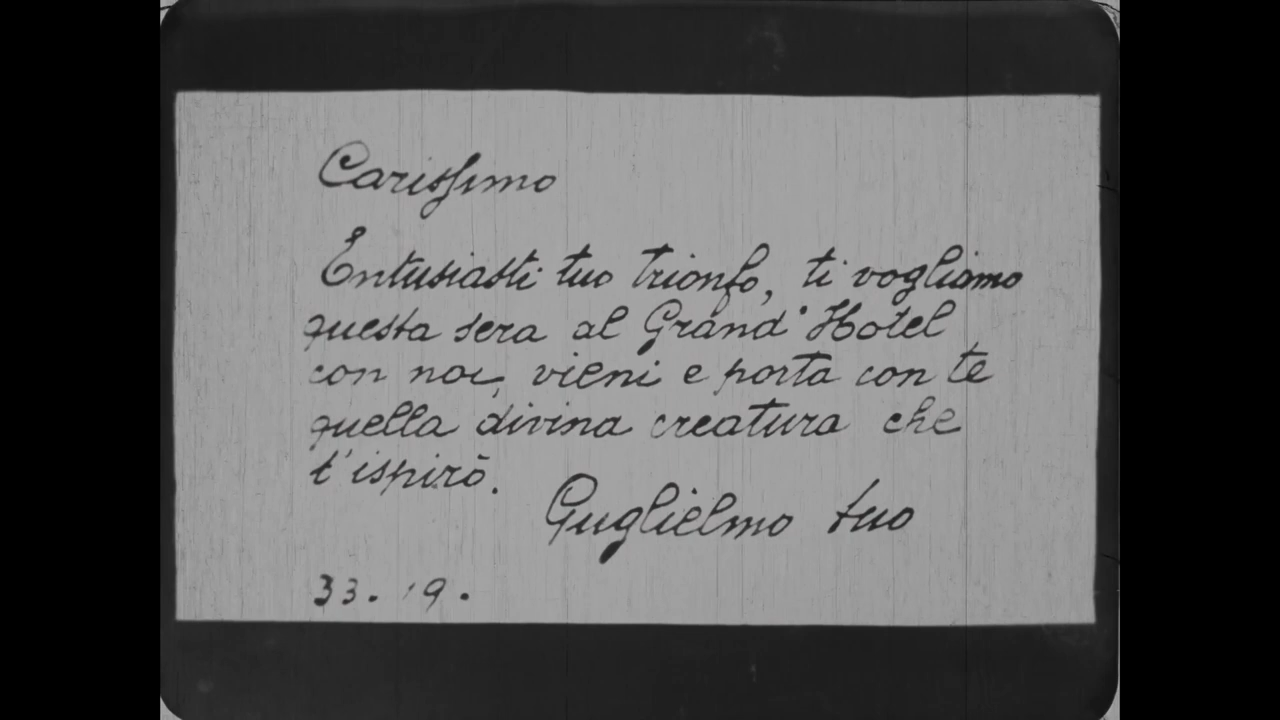 Carissimo
Entusiasti tuo trionfo, ti vogliamo
questa sera al Grand' Hotel
con noi, vieni e porta con te
quella divina creatura che
t'ispirò.
Guglielmo tuo
33. 19.